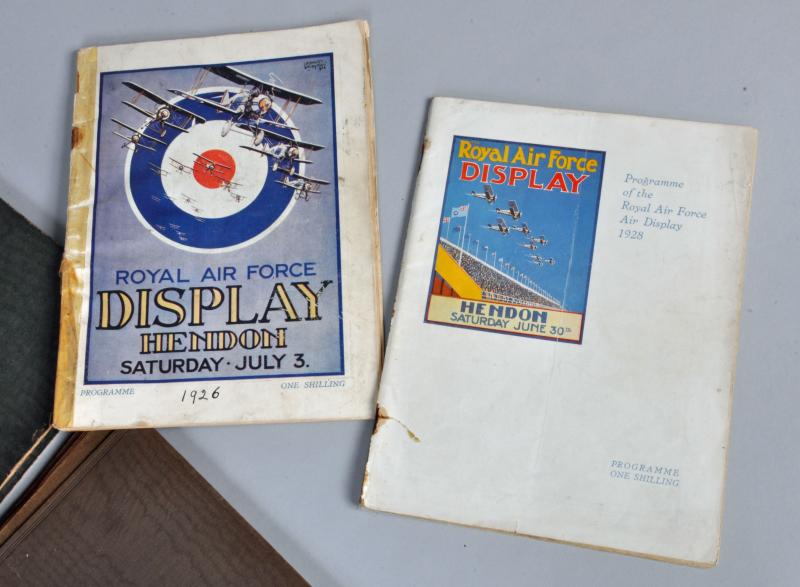 ROYAL AIR FORCE
DISPLAY
HENDON
SATURDAY · JULY 3.
PROGRAMME
ONE SHILLING
1926
Royal Air Force
DISPLAY
HENDON
SATURDAY JUNE 30th
Programme
of the
Royal Air Force
Air Display
1928
PROGRAMME
ONE SHILLING